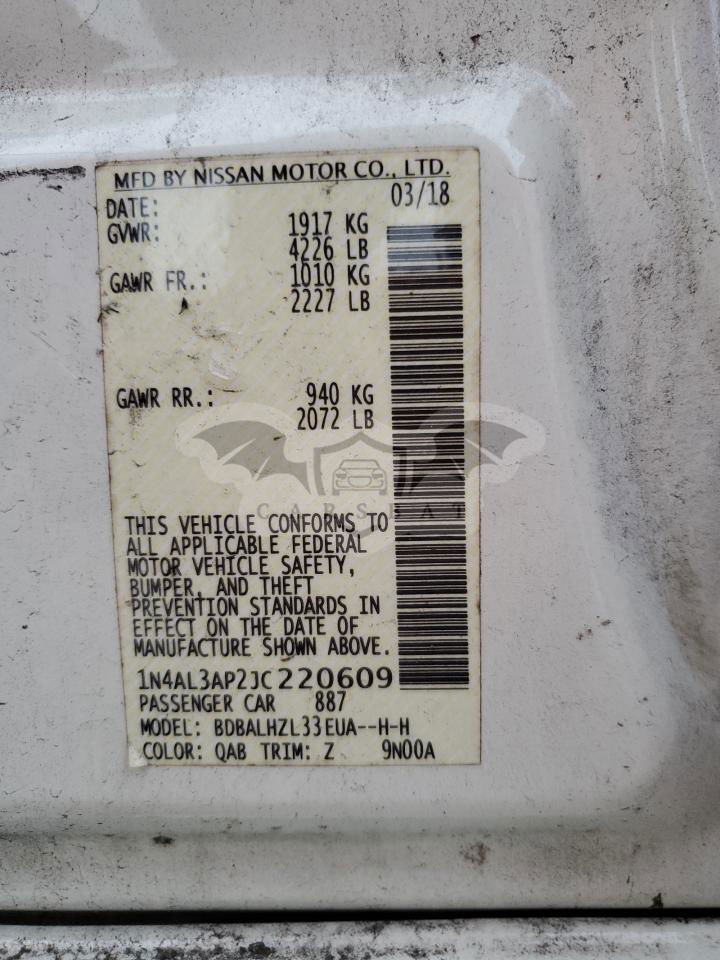 MFD BY NISSAN MOTOR CO., LTD.
DATE: 03/18
GVWR: 1917 KG
4226 LB
GAWR FR.: 1010 KG
2227 LB
GAWR RR.: 940 KG
2072 LB
CARSBAT
THIS VEHICLE CONFORMS TO
ALL APPLICABLE FEDERAL
MOTOR VEHICLE SAFETY,
BUMPER, AND THEFT
PREVENTION STANDARDS IN
EFFECT ON THE DATE OF
MANUFACTURE SHOWN ABOVE.
1N4AL3AP2JC220609
PASSENGER CAR 887
MODEL: BDBALHZL33EUA--H-H
COLOR: QAB TRIM: Z 9N00A